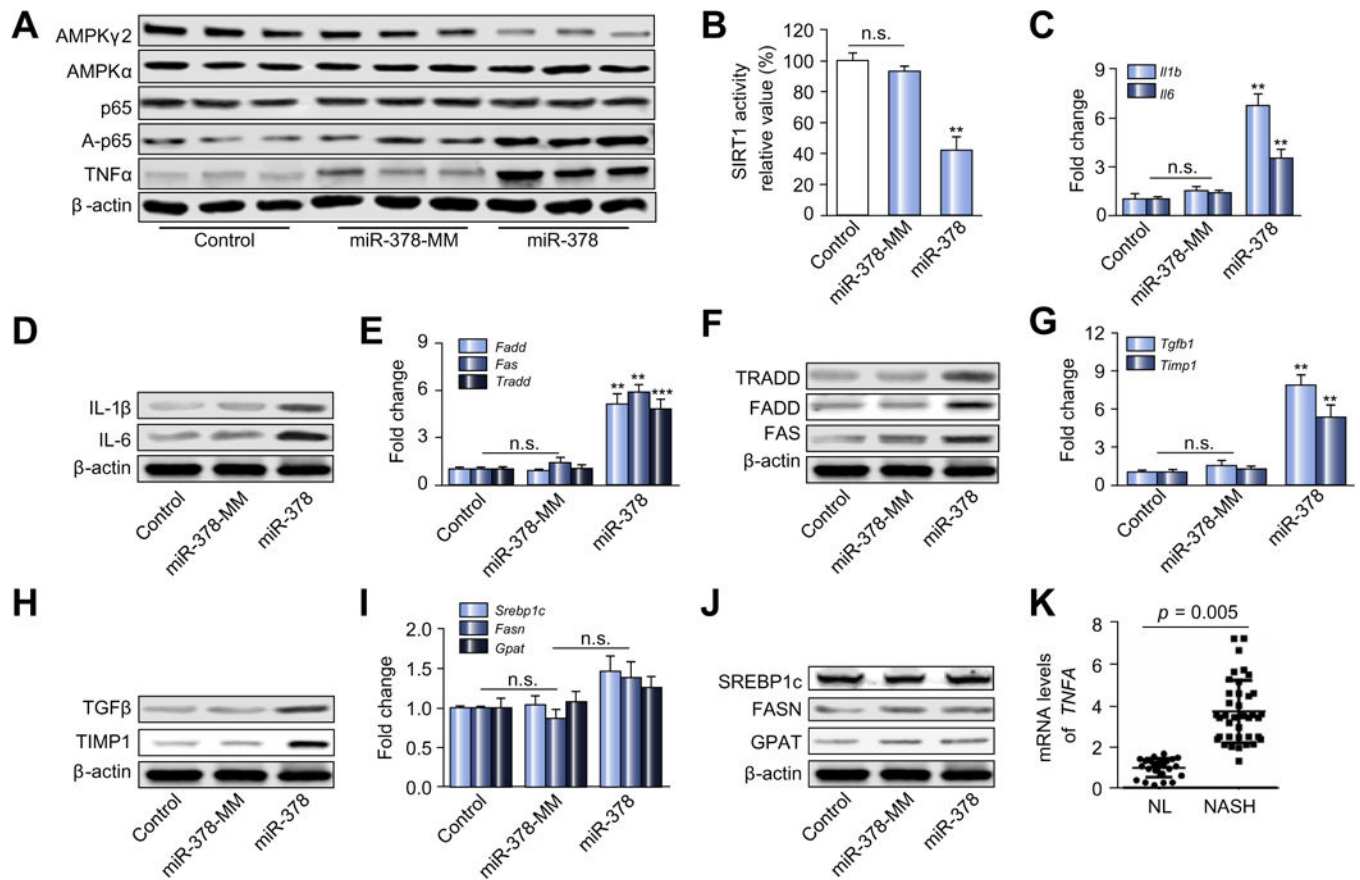 A
AMPKγ2
AMPKα
p65
A-p65
TNFα
β -actin
Control
miR-378-MM
miR-378
B
SIRT1 activity
relative value (%)
140
120
100
80
60
40
20
0
n.s.
**
Control
miR-378-MM
miR-378
C
Fold change
9
6
3
0
Il1b
Il6
n.s.
**
**
Control
miR-378-MM
miR-378
D
IL-1β
IL-6
β-actin
Control
miR-378-MM
miR-378
E
Fold change
9
6
3
0
Fadd
Fas
Tradd
n.s.
**
**
***
Control
miR-378-MM
miR-378
F
TRADD
FADD
FAS
β-actin
Control
miR-378-MM
miR-378
G
Fold change
12
9
6
3
0
Tgfb1
Timp1
n.s.
**
**
Control
miR-378-MM
miR-378
H
TGFβ
TIMP1
β-actin
Control
miR-378-MM
miR-378
I
Fold change
2.0
1.5
1.0
0.5
0.0
Srebp1c
Fasn
Gpat
n.s.
n.s.
Control
miR-378-MM
miR-378
J
SREBP1c
FASN
GPAT
β-actin
Control
miR-378-MM
miR-378
K
p = 0.005
mRNA levels
of TNFA
8
6
4
2
0
NL
NASH